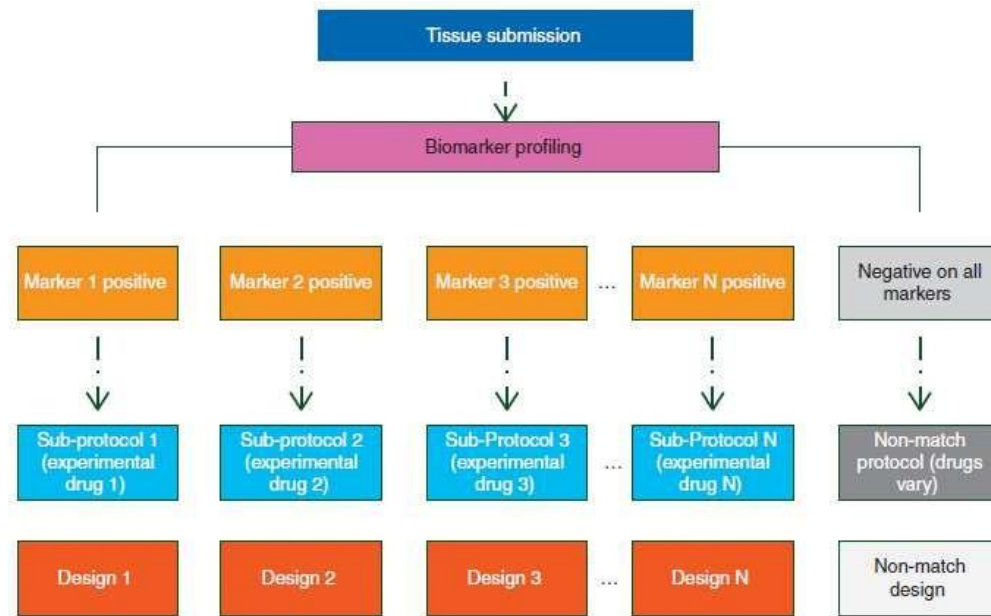 Tissue submission
Biomarker profiling
Marker 1 positive
Marker 2 positive
Marker 3 positive
...
Marker N positive
Negative on all
markers
Sub-protocol 1
(experimental
drug 1)
Sub-protocol 2
(experimental
drug 2)
Sub-Protocol 3
(experimental
drug 3)
...
Sub-Protocol N
(experimental
drug N)
Non-match
protocol (drugs
vary)
Design 1
Design 2
Design 3
...
Design N
Non-match
design